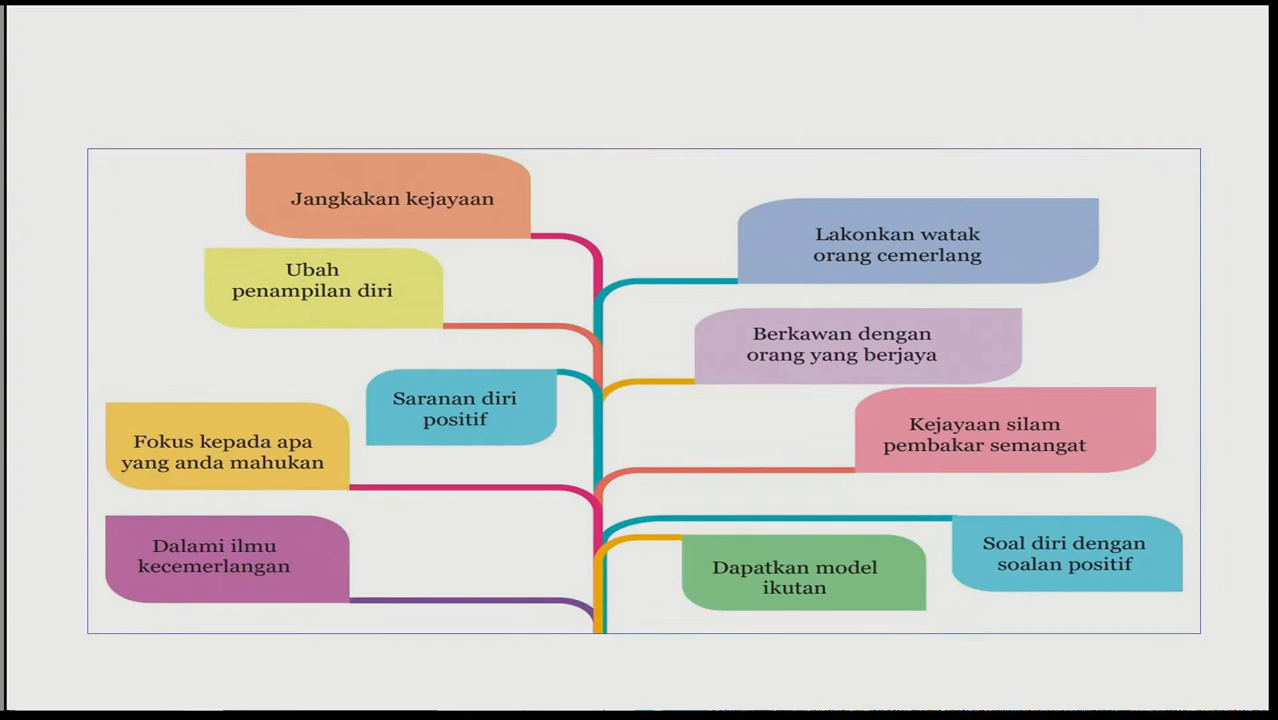 Jangkakan kejayaan
Ubah
penampilan diri
Saranan diri
positif
Fokus kepada apa
yang anda mahukan
Dalami ilmu
kecemerlangan
Lakonkan watak
orang cemerlang
Berkawan dengan
orang yang berjaya
Kejayaan silam
pembakar semangat
Soal diri dengan
soalan positif
Dapatkan model
ikutan